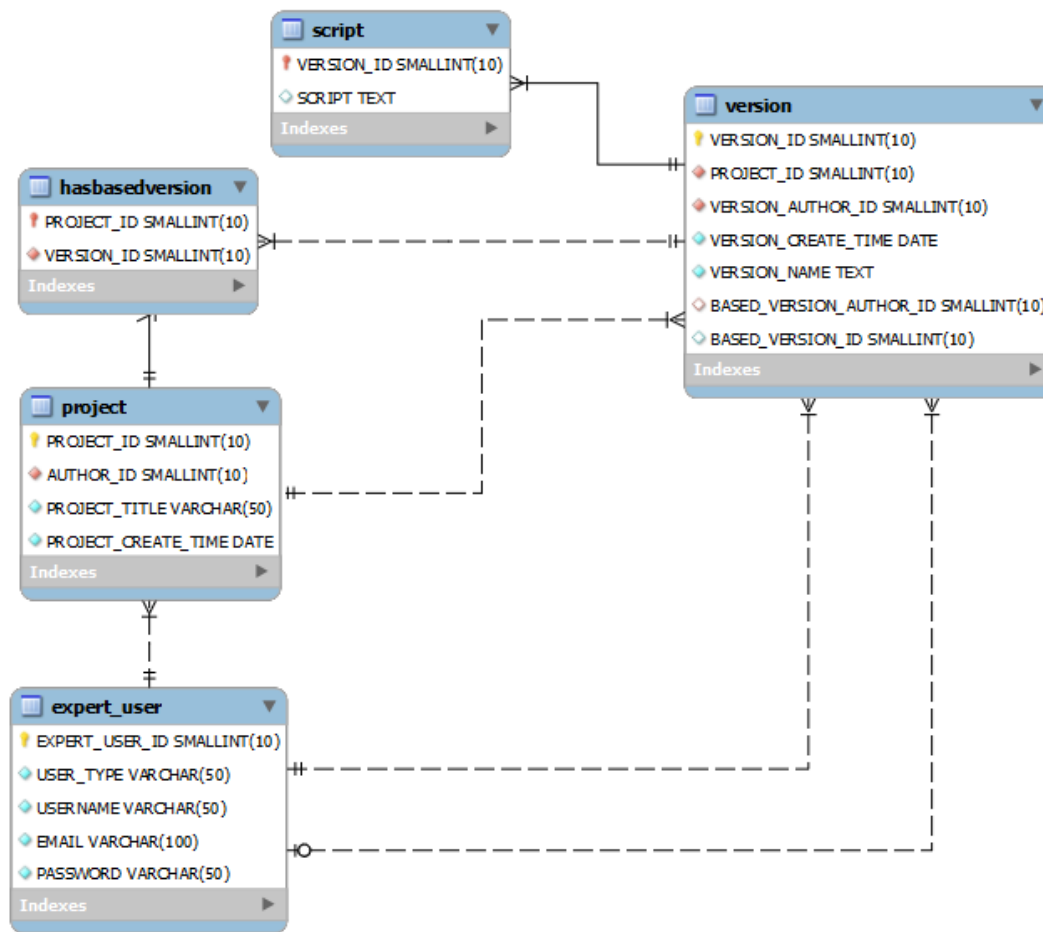 script
VERSION_ID SMALLINT(10)
SCRIPT TEXT
Indexes
version
VERSION_ID SMALLINT(10)
PROJECT_ID SMALLINT(10)
VERSION_AUTHOR_ID SMALLINT(10)
VERSION_CREATE_TIME DATE
VERSION_NAME TEXT
BASED_VERSION_AUTHOR_ID SMALLINT(10)
BASED_VERSION_ID SMALLINT(10)
Indexes
hasbasedversion
PROJECT_ID SMALLINT(10)
VERSION_ID SMALLINT(10)
Indexes
project
PROJECT_ID SMALLINT(10)
AUTHOR_ID SMALLINT(10)
PROJECT_TITLE VARCHAR(50)
PROJECT_CREATE_TIME DATE
Indexes
expert_user
EXPERT_USER_ID SMALLINT(10)
USER_TYPE VARCHAR(50)
USERNAME VARCHAR(50)
EMAIL VARCHAR(100)
PASSWORD VARCHAR(50)
Indexes